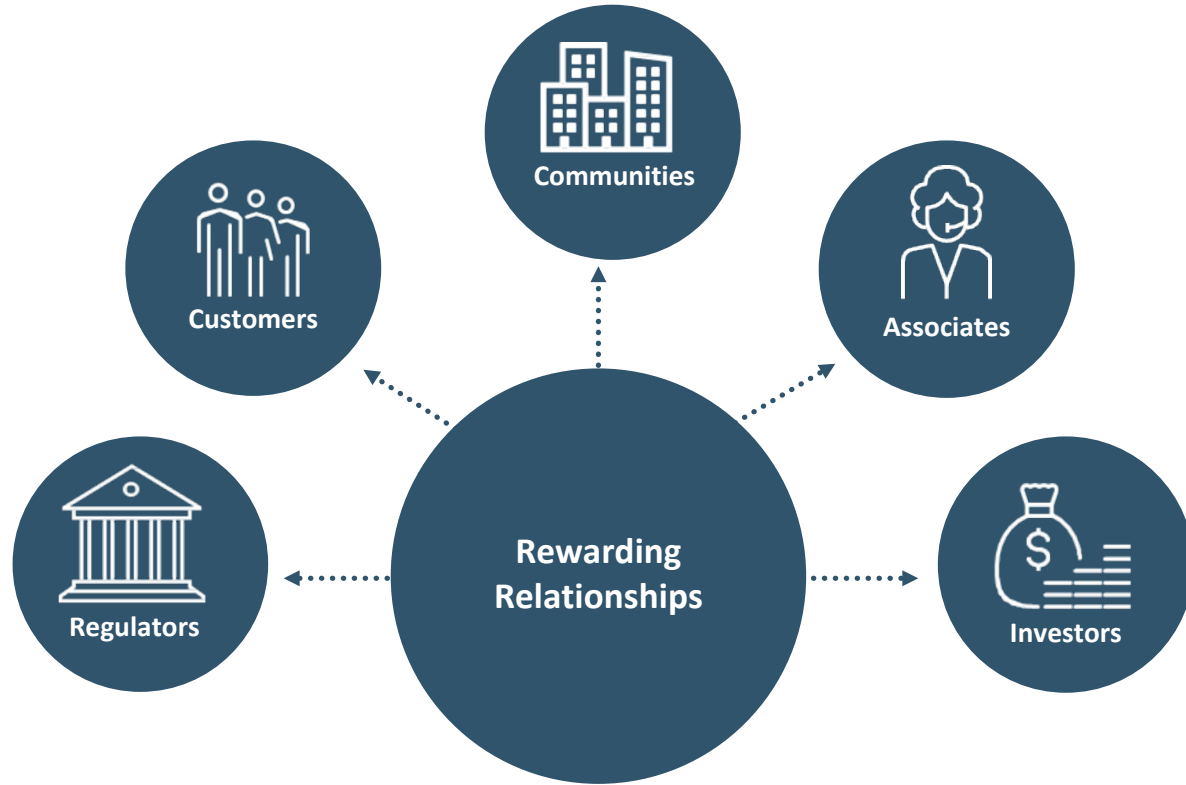 Communities
Customers
Associates
Rewarding
Relationships
Regulators
$
Investors